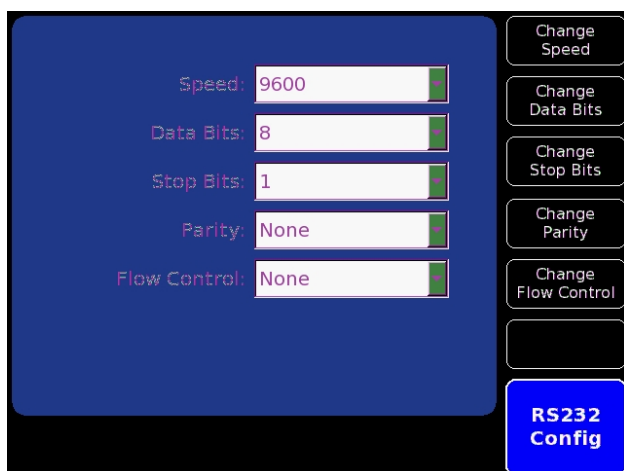 Speed: 9600
Data Bits: 8
Stop Bits: 1
Parity: None
Flow Control: None
Change
Speed
Change
Data Bits
Change
Stop Bits
Change
Parity
Change
Flow Control
RS232
Config